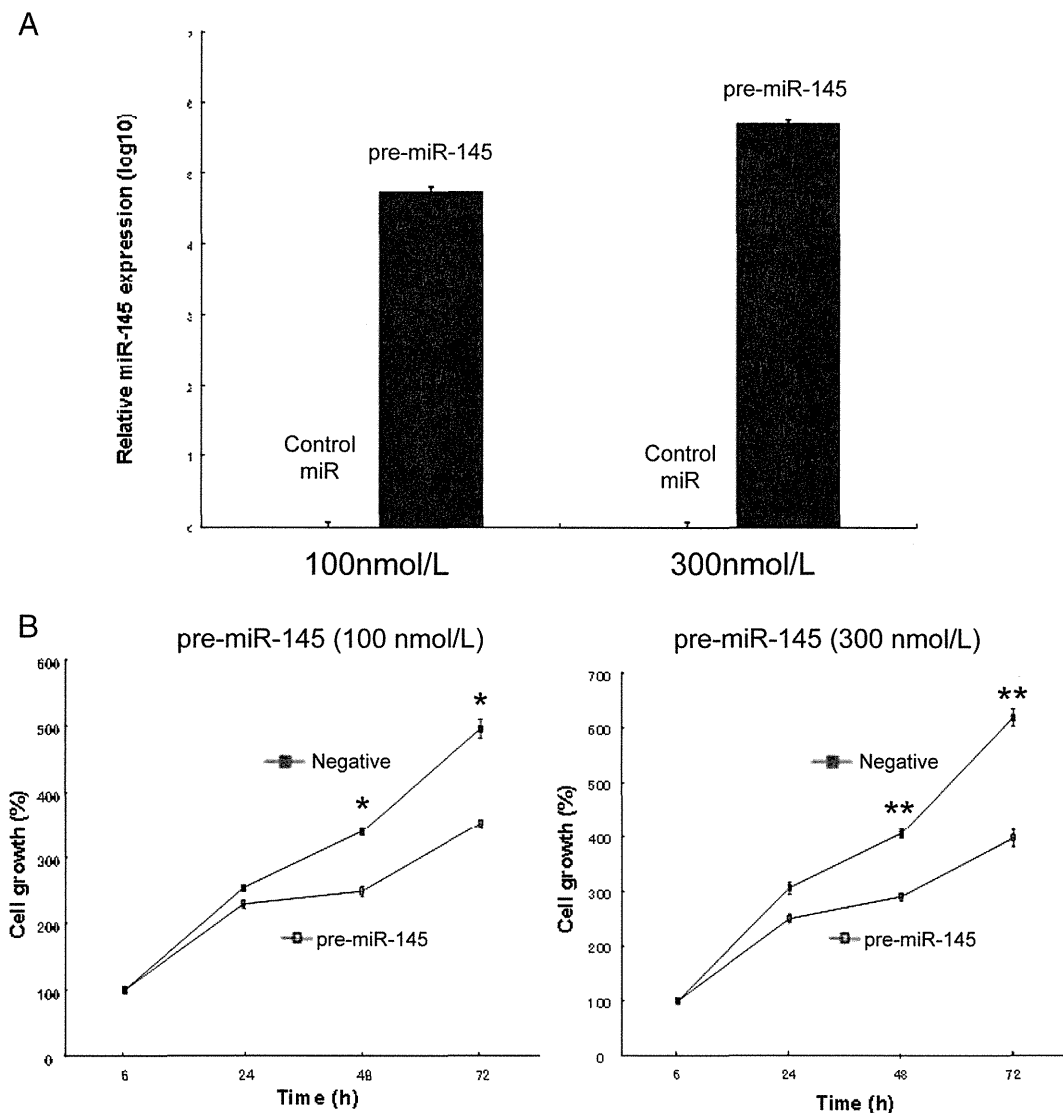 A
Relative miR-145 expression (log10)
pre-miR-145
pre-miR-145
4
2
1
Control
miR
Control
miR
100nmol/L
300nmol/L
B
pre-miR-145 (100 nmol/L)
Cell growth (%)
600
500
400
300
200
100
0
*
*
Negative
pre-miR-145
6
24
48
72
Time (h)
pre-miR-145 (300 nmol/L)
Cell growth (%)
700
600
500
400
300
200
100
0
**
**
Negative
pre-miR-145
6
24
48
72
Time (h)